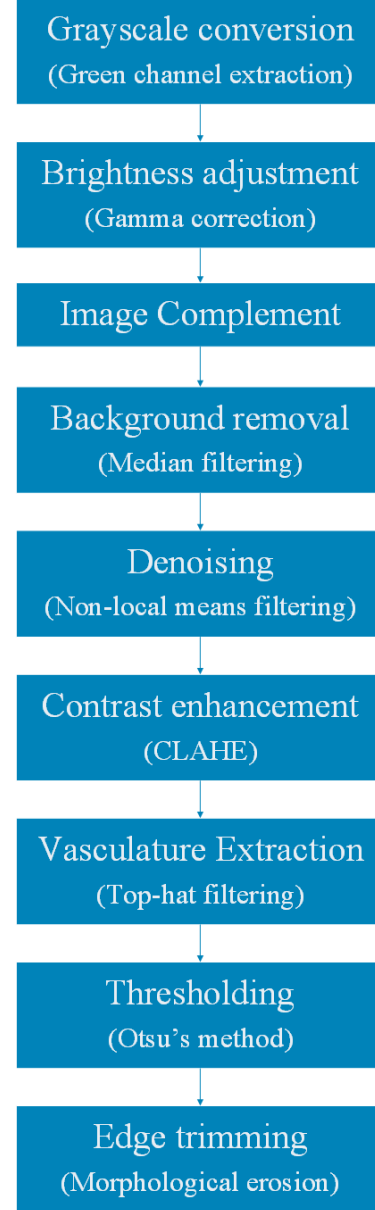 Grayscale conversion
(Green channel extraction)
Brightness adjustment
(Gamma correction)
Image Complement
Background removal
(Median filtering)
Denoising
(Non-local means filtering)
Contrast enhancement
(CLAHE)
Vasculature Extraction
(Top-hat filtering)
Thresholding
(Otsu’s method)
Edge trimming
(Morphological erosion)